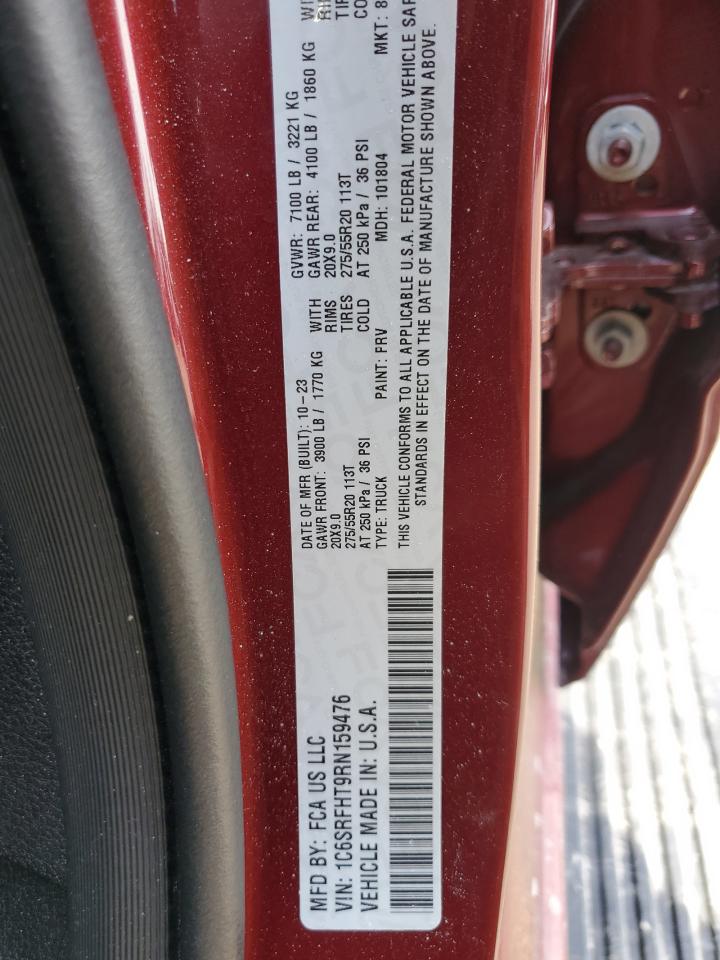 MFD BY: FCA US LLC
VIN: 1C6SRFHT9RN159476
VEHICLE MADE IN: U.S.A.
DATE OF MFR (BUILT): 10-23 GVWR: 7100 LB / 3221 KG
GAWR FRONT: 3900 LB / 1770 KG WITH GAWR REAR: 4100 LB / 1860 KG
20X9.0 RIMS 20X9.0
275/55R20 113T TIRES 275/55R20 113T
AT 250 kPa / 36 PSI COLD AT 250 kPa / 36 PSI
TYPE: TRUCK PAINT: PRV MDH: 101804 MKT: 8
THIS VEHICLE CONFORMS TO ALL APPLICABLE U.S.A. FEDERAL MOTOR VEHICLE
STANDARDS IN EFFECT ON THE DATE OF MANUFACTURE SHOWN ABOVE.